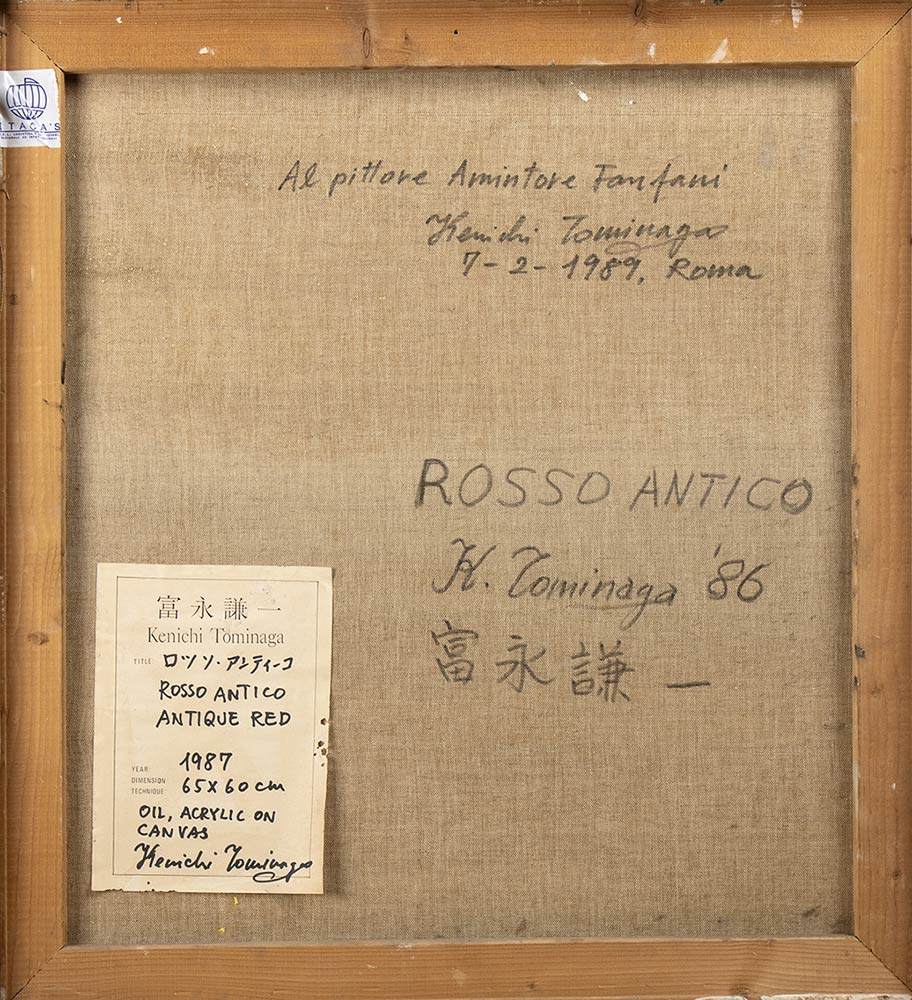 ITACA'S
Al pittore Amintore Fanfani
Kenichi Tominaga
7-2-1989, Roma
ROSSO ANTICO
K. Tominaga '86
富永謙一
富永謙一
Kenichi Tominaga
TITLE ロッソ・アンティーコ
ROSSO ANTICO
ANTIQUE RED
YEAR: 1987
DIMENSION 65X60cm
TECHNIQUE:
OIL, ACRYLIC ON
CANVAS
Kenichi Tominaga